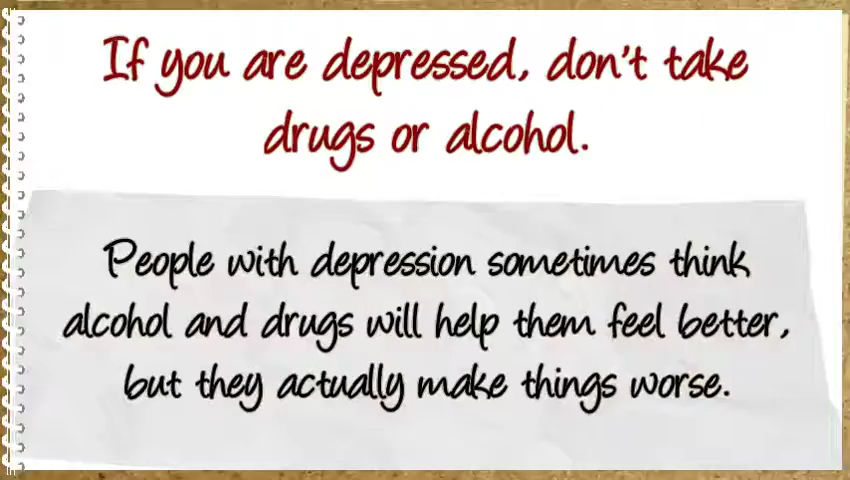 If you are depressed, don't take
drugs or alcohol.
People with depression sometimes think
alcohol and drugs will help them feel better,
but they actually make things worse.